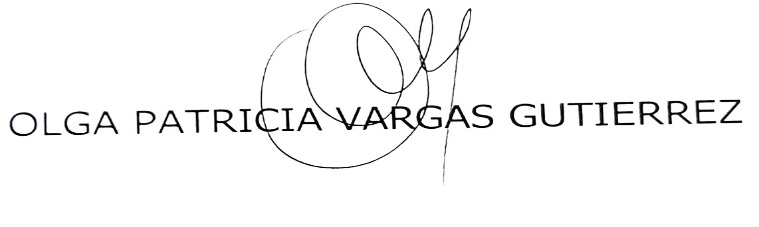 OLGA PATRICIA VARGAS GUTIERREZ